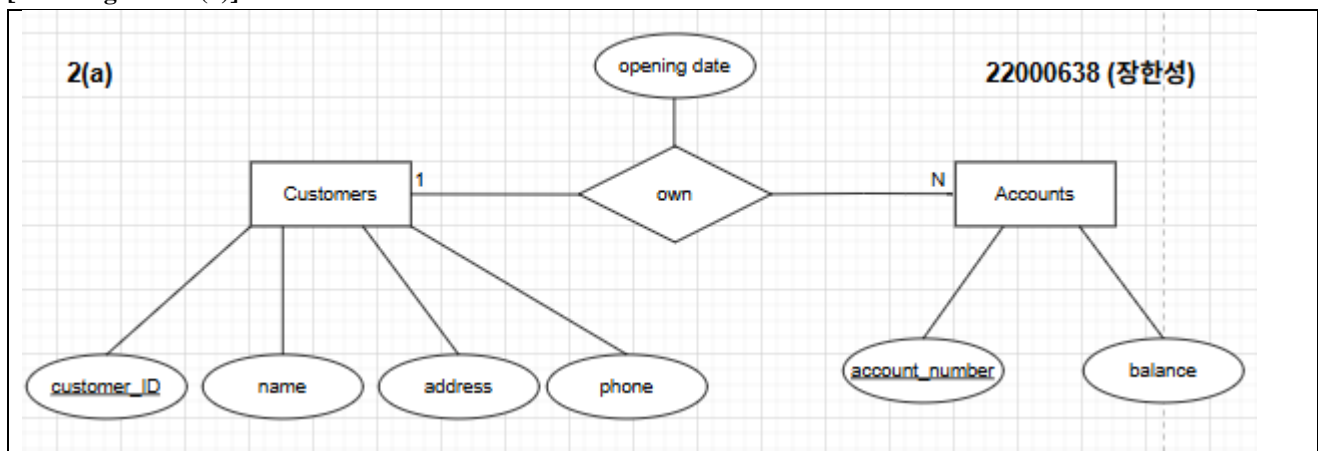 2(a)
opening date
22000638 (장한성)
Customers
1
own
N
Accounts
customer_ID
name
address
phone
account_number
balance